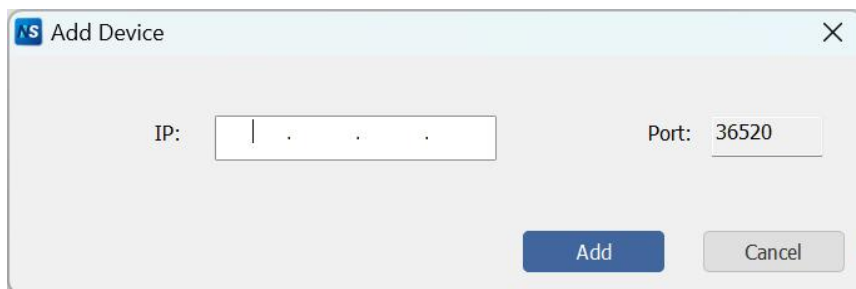 NS Add Device
IP: . . . Port: 36520
Add Cancel